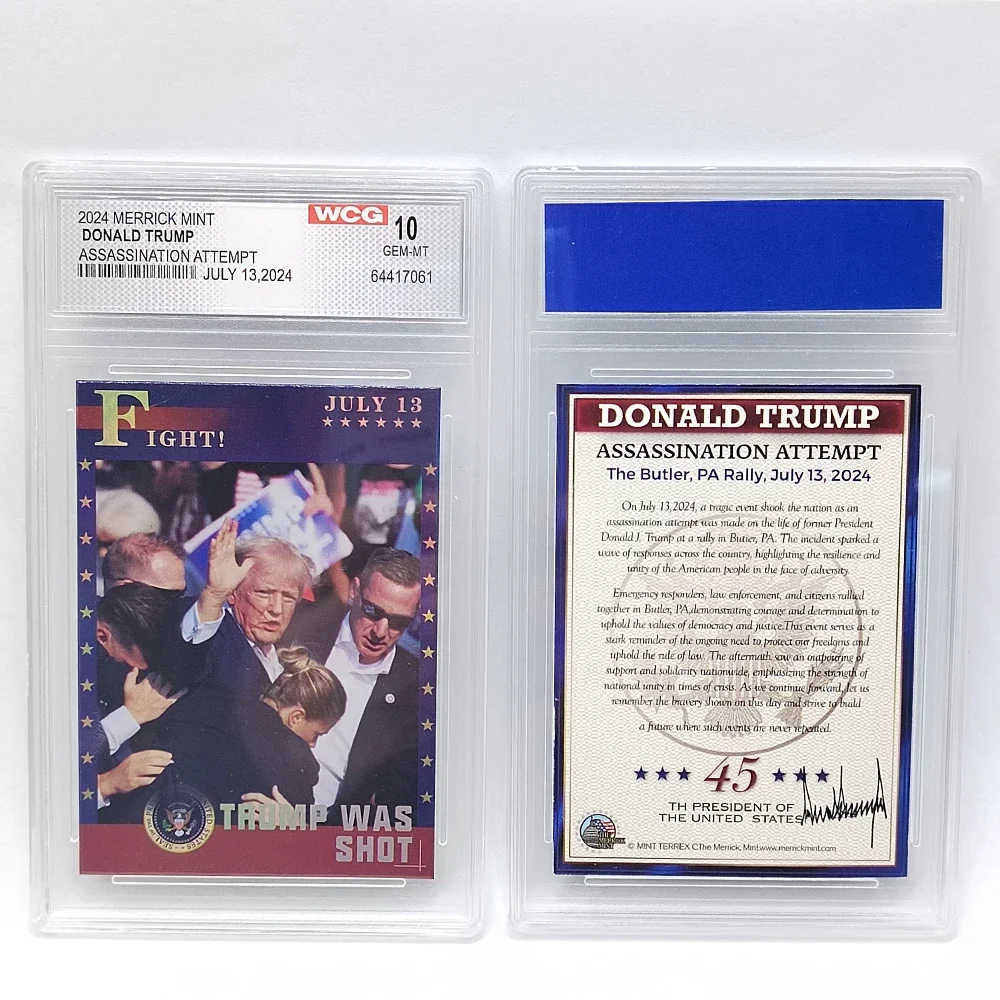 2024 MERRICK MINT
DONALD TRUMP
ASSASSINATION ATTEMPT
JULY 13,2024
WCG
10
GEM-MT
64417061
FIGHT!
JULY 13
TRUMP WAS
SHOT
DONALD TRUMP
ASSASSINATION ATTEMPT
The Butler, PA Rally, July 13, 2024
On July 13,2024, a tragic event shook the nation as an
assassination attempt was made on the life of former President
Donald J. Trump at a rally in Butier, PA. The incident sparked a
wave of responses across the country, highlighting the resilience and
unity of the American people in the face of adversity.
Emergency responders, law enforcement, and citizens rallied
together in Butler, PA,demonstrating courage and determination to
uphold the values of democracy and justice.This event serves as a
stark reminder of the ongoing need to protect our freedoms and
uphold the rule of law. The aftermath saw an outpouring of
support and solidarity nationwide, emphasizing the strength of
national unity in times of crisis. As we continue forward, let us
remember the bravery shown on this day and strive to build
a future where such events are never repeated.
45
TH PRESIDENT OF
THE UNITED STATES
© MINT TERREX CThe Merrick, Mint.www.merrickmint.com